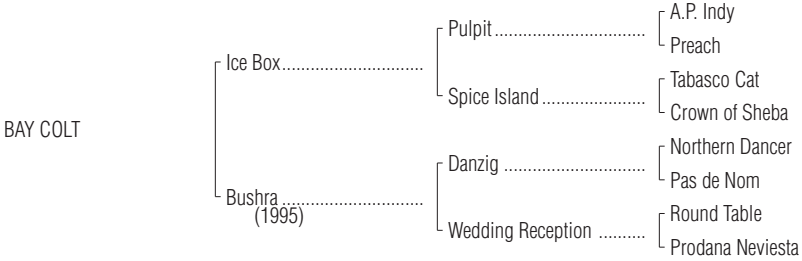 A.P. Indy
Pulpit..............................
Preach
Ice Box............................
Tabasco Cat
Spice Island.....................
Crown of Sheba
BAY COLT
Northern Dancer
Danzig ............................
Pas de Nom
Bushra ............................
(1995)
Round Table
Wedding Reception ..........
Prodana Neviesta